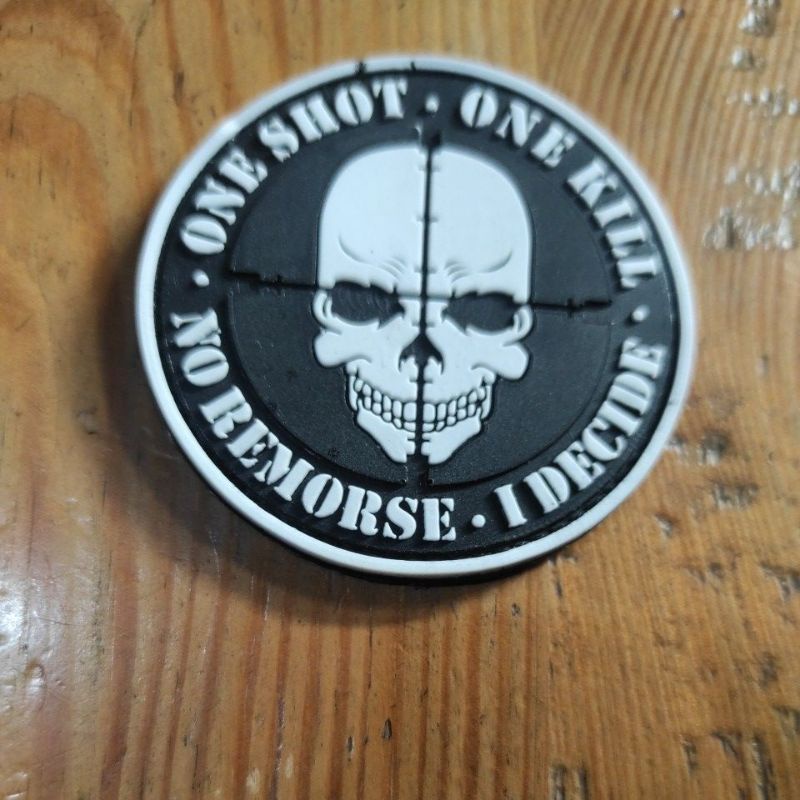 ONE SHOT · ONE KILL ·
NO REMORSE · I DECIDE ·